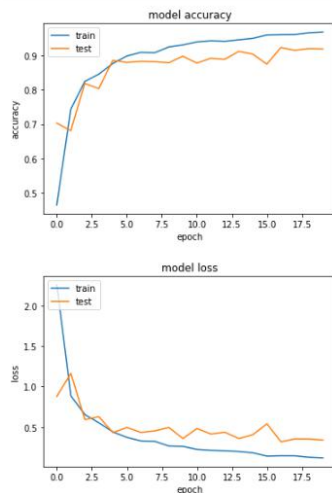 model accuracy
train
test
0.9
0.8
0.7
0.6
0.5
accuracy
0.0 2.5 5.0 7.5 10.0 12.5 15.0 17.5
epoch
model loss
train
test
2.0
1.5
1.0
0.5
loss
0.0 2.5 5.0 7.5 10.0 12.5 15.0 17.5
epoch